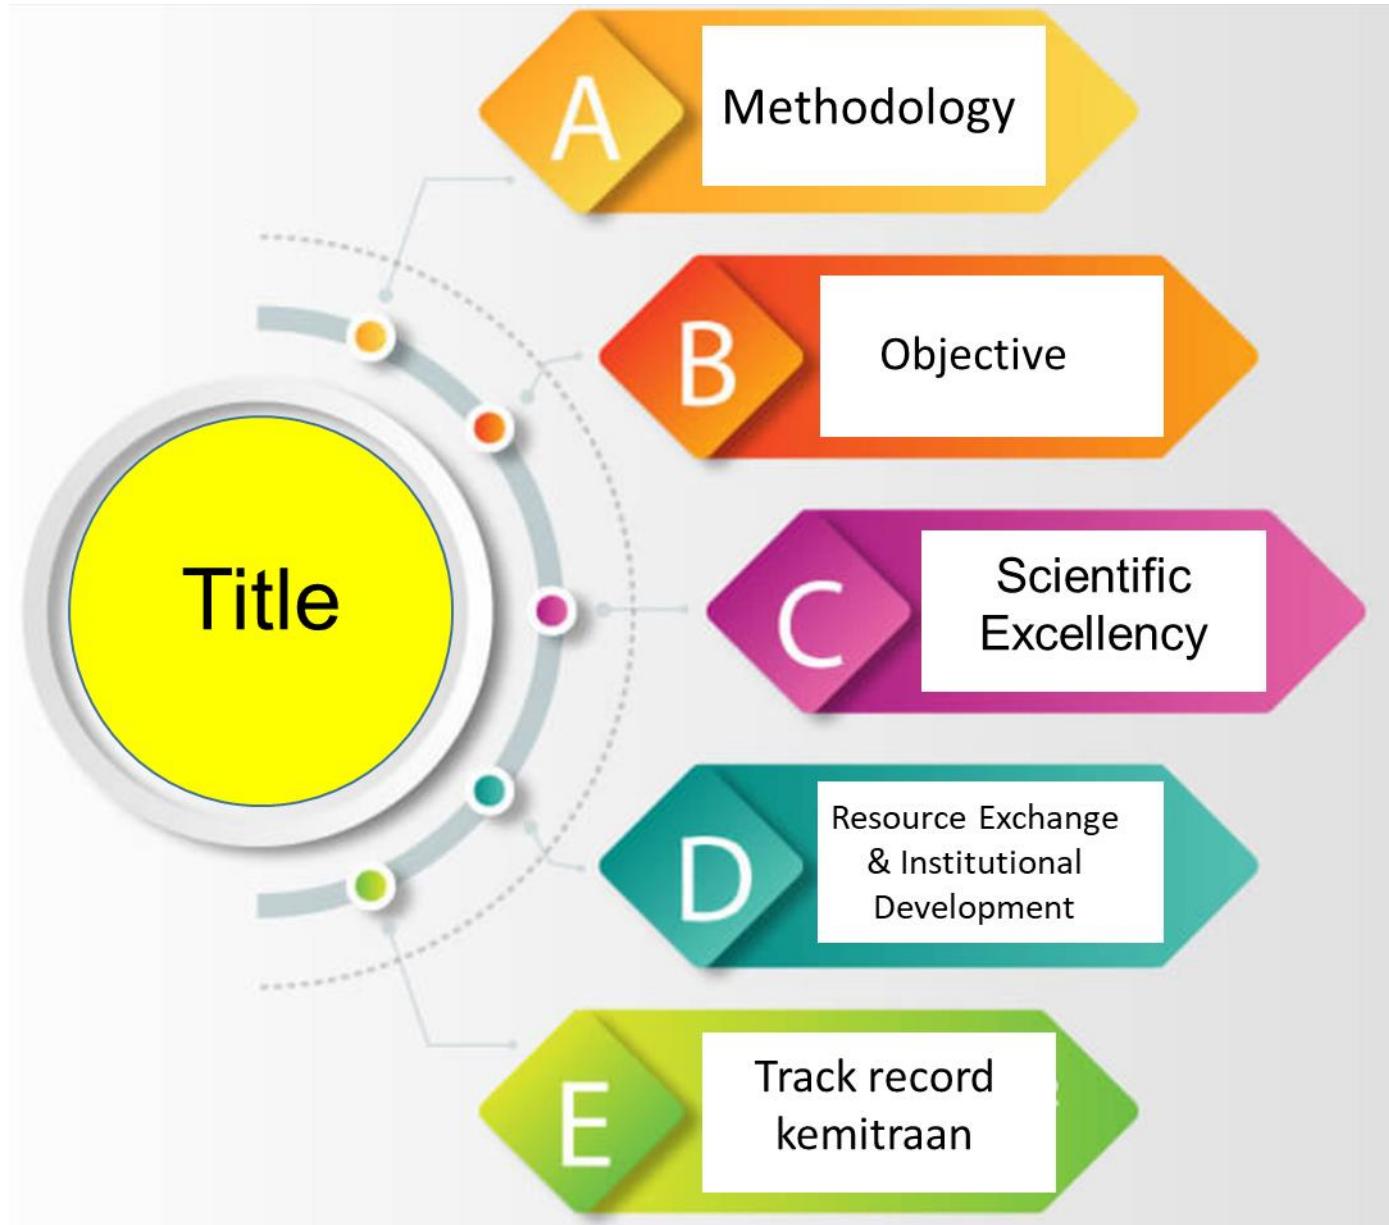 A
Methodology
B
Objective
Title
C
Scientific
Excellency
D
Resource Exchange
& Institutional
Development
E
Track record
kemitraan